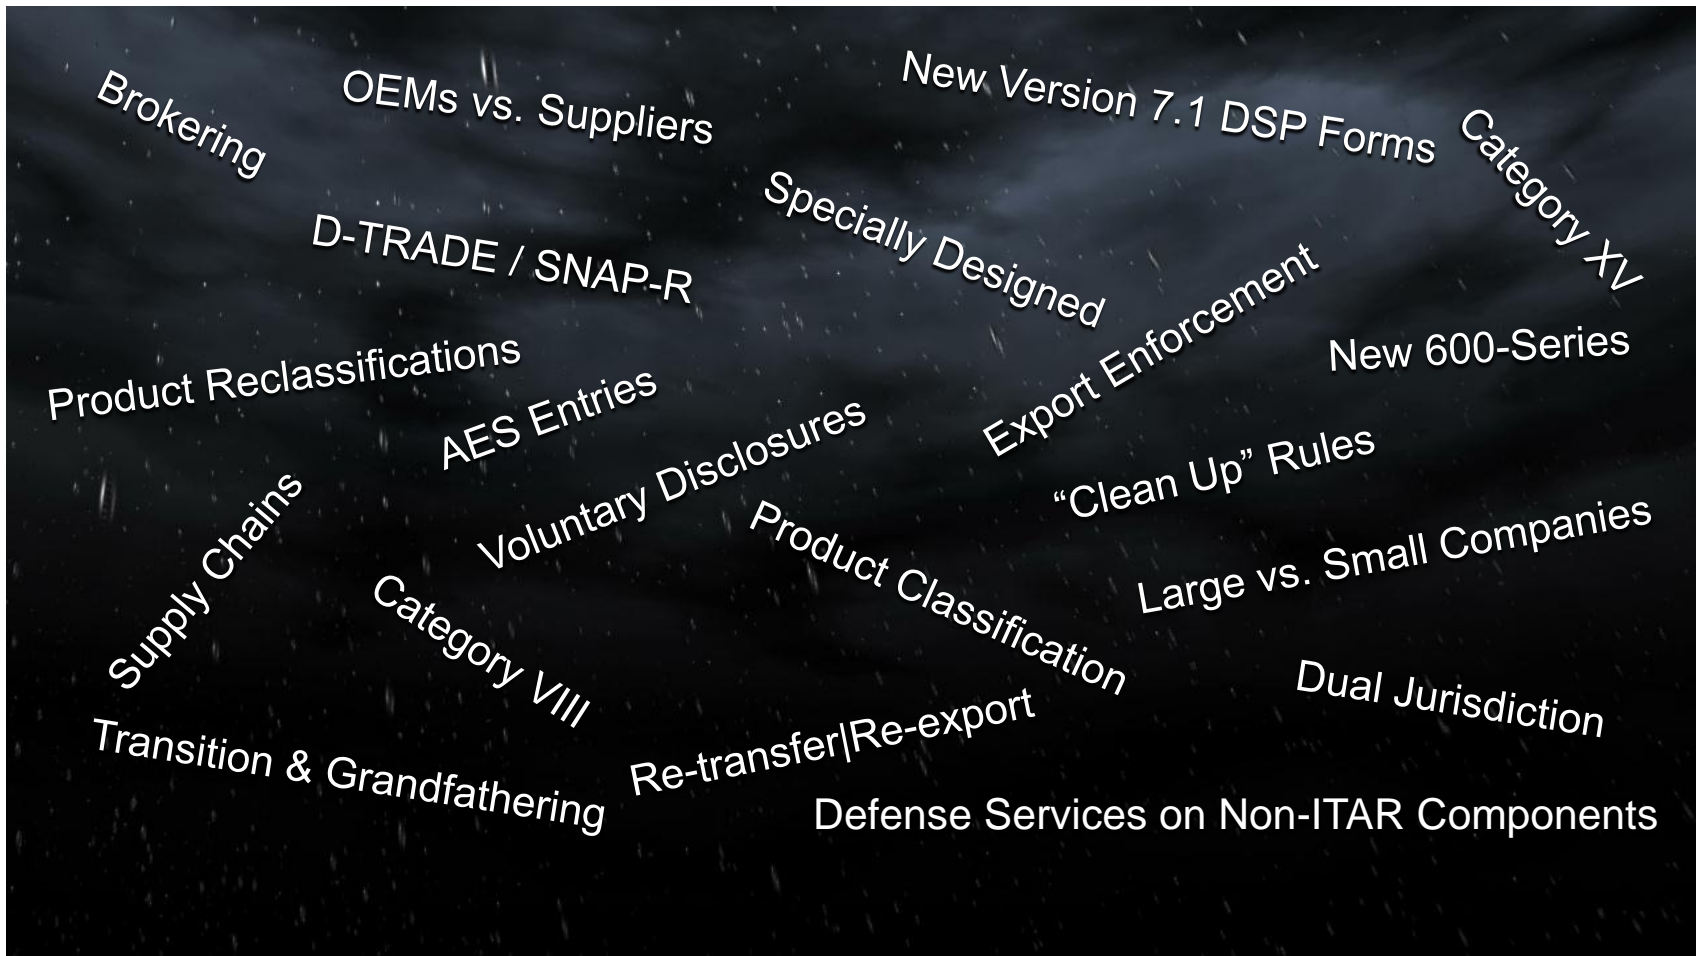 Brokering
OEMs vs. Suppliers
New Version 7.1 DSP Forms
Category XV
D-TRADE / SNAP-R
Specially Designed
Export Enforcement
New 600-Series
Product Reclassifications
AES Entries
Voluntary Disclosures
“Clean Up” Rules
Supply Chains
Product Classification
Large vs. Small Companies
Category VIII
Dual Jurisdiction
Transition & Grandfathering
Re-transfer|Re-export
Defense Services on Non-ITAR Components